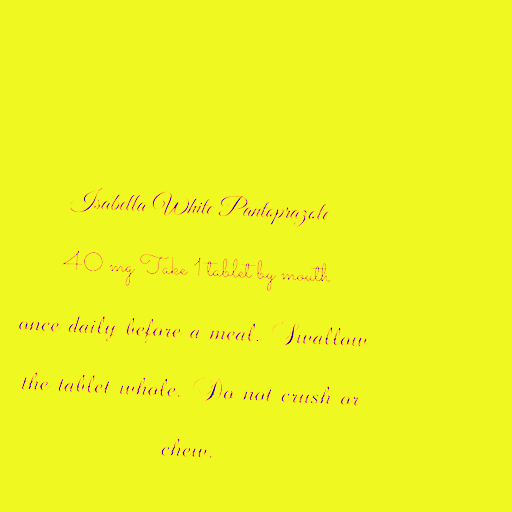 Isabella White Pantoprazole
40 mg Take 1 tablet by mouth
once daily before a meal. Swallow
the tablet whole. Do not crush or
chew.